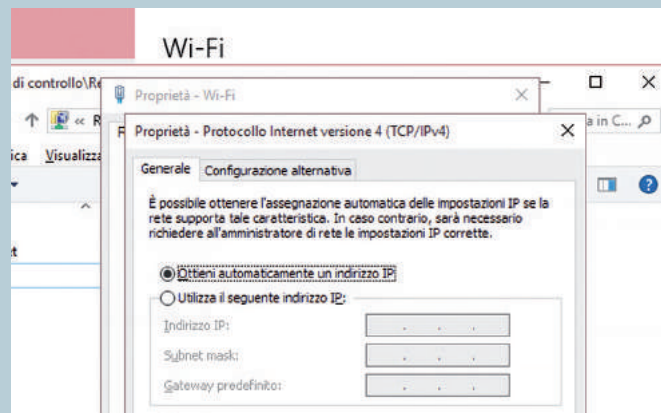 Wi-Fi
di controllo\Re
Proprietà - Wi-Fi
« R
a in C...
Proprietà - Protocollo Internet versione 4 (TCP/IPv4)
ica Visualizza
Generale
Configurazione alternativa
È possibile ottenere l'assegnazione automatica delle impostazioni IP se la
rete supporta tale caratteristica. In caso contrario, sarà necessario
richiedere all'amministratore di rete le impostazioni IP corrette.
Ottieni automaticamente un indirizzo IP
Utilizza il seguente indirizzo IP:
Indirizzo IP:
Subnet mask:
Gateway predefinito: